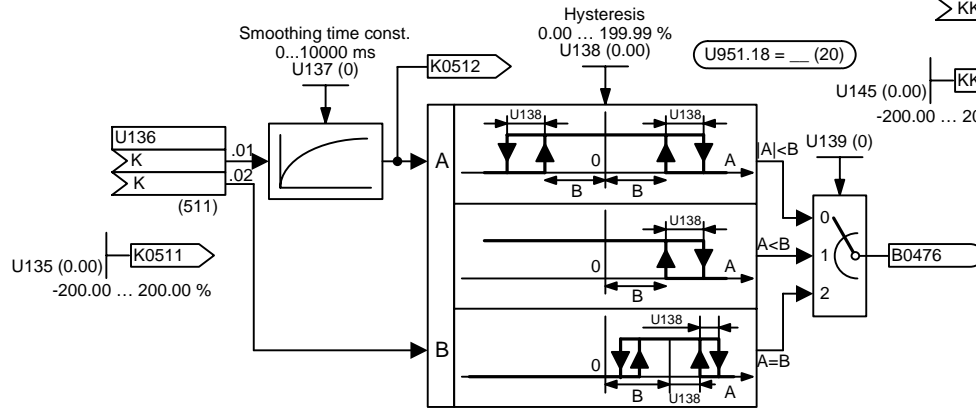 KK
Hysteresis
0.00 ... 199.99 %
U138 (0.00)
Smoothing time const.
0...10000 ms
U137 (0)
K0512
U951.18 = __ (20)
U145 (0.00)
KK
-200.00 ... 20
U136
K
.01
K
.02
(511)
U135 (0.00)
K0511
-200.00 ... 200.00 %
A
B
U138
U138
0
A
B
B
|A|<B
U138
0
A
B
A<B
U138
0
B
U138
A
A=B
U139 (0)
0
1
2
B0476